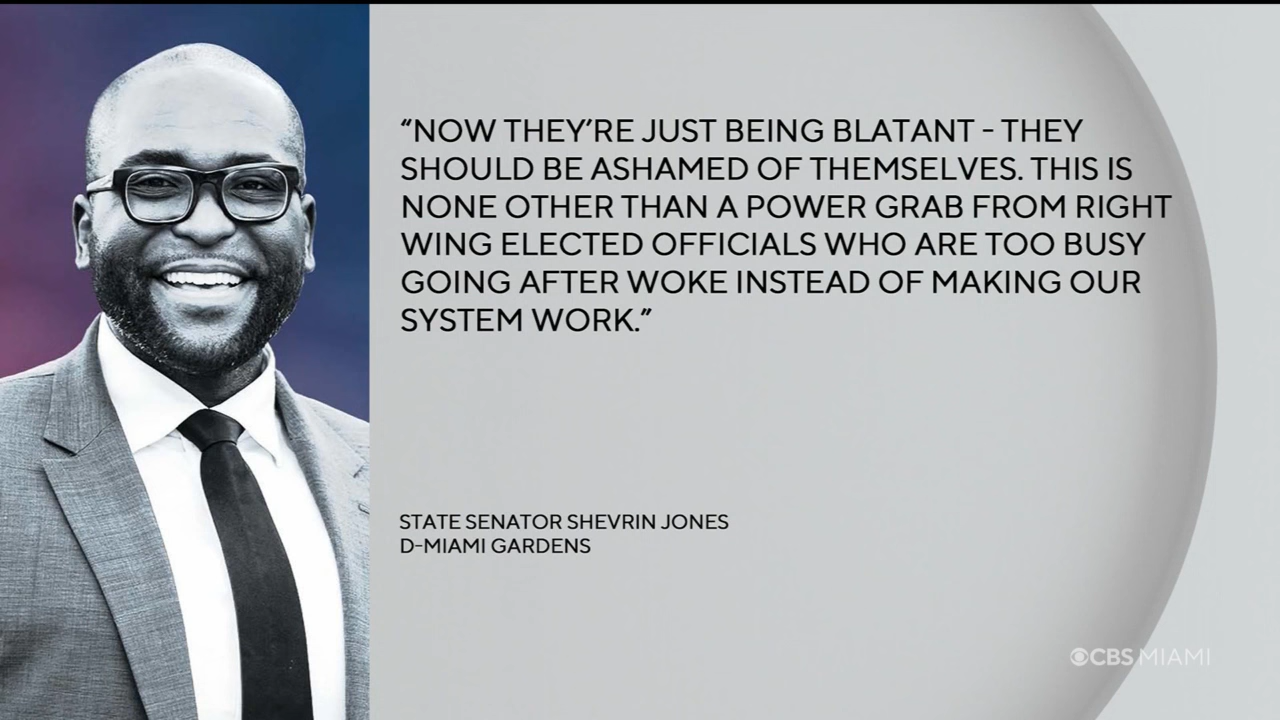 “NOW THEY’RE JUST BEING BLATANT - THEY
SHOULD BE ASHAMED OF THEMSELVES. THIS IS
NONE OTHER THAN A POWER GRAB FROM RIGHT
WING ELECTED OFFICIALS WHO ARE TOO BUSY
GOING AFTER WOKE INSTEAD OF MAKING OUR
SYSTEM WORK.”
STATE SENATOR SHEVRIN JONES
D-MIAMI GARDENS
CBS MIAMI